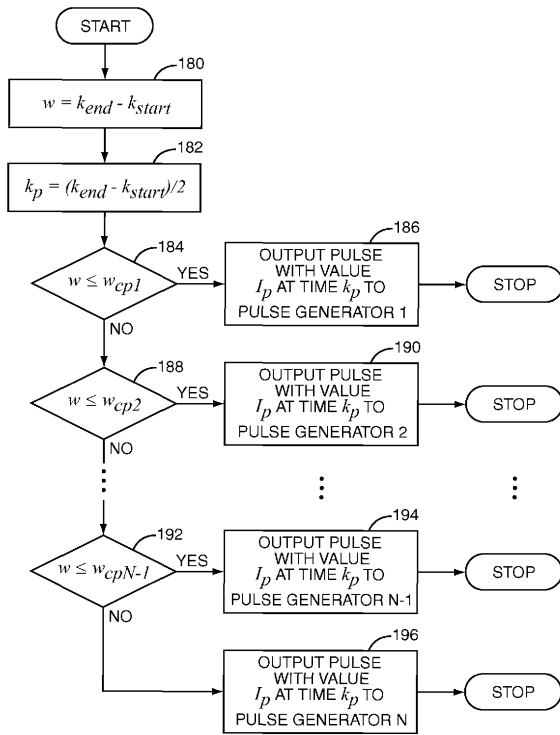 START
180
w = k_end - k_start
182
k_p = (k_end - k_start)/2
184
w ≤ w_cp1
YES
NO
186
OUTPUT PULSE
WITH VALUE
I_p AT TIME k_p TO
PULSE GENERATOR 1
STOP
188
w ≤ w_cp2
YES
NO
190
OUTPUT PULSE
WITH VALUE
I_p AT TIME k_p TO
PULSE GENERATOR 2
STOP
192
w ≤ w_cpN-1
YES
NO
194
OUTPUT PULSE
WITH VALUE
I_p AT TIME k_p TO
PULSE GENERATOR N-1
STOP
196
OUTPUT PULSE
WITH VALUE
I_p AT TIME k_p TO
PULSE GENERATOR N
STOP